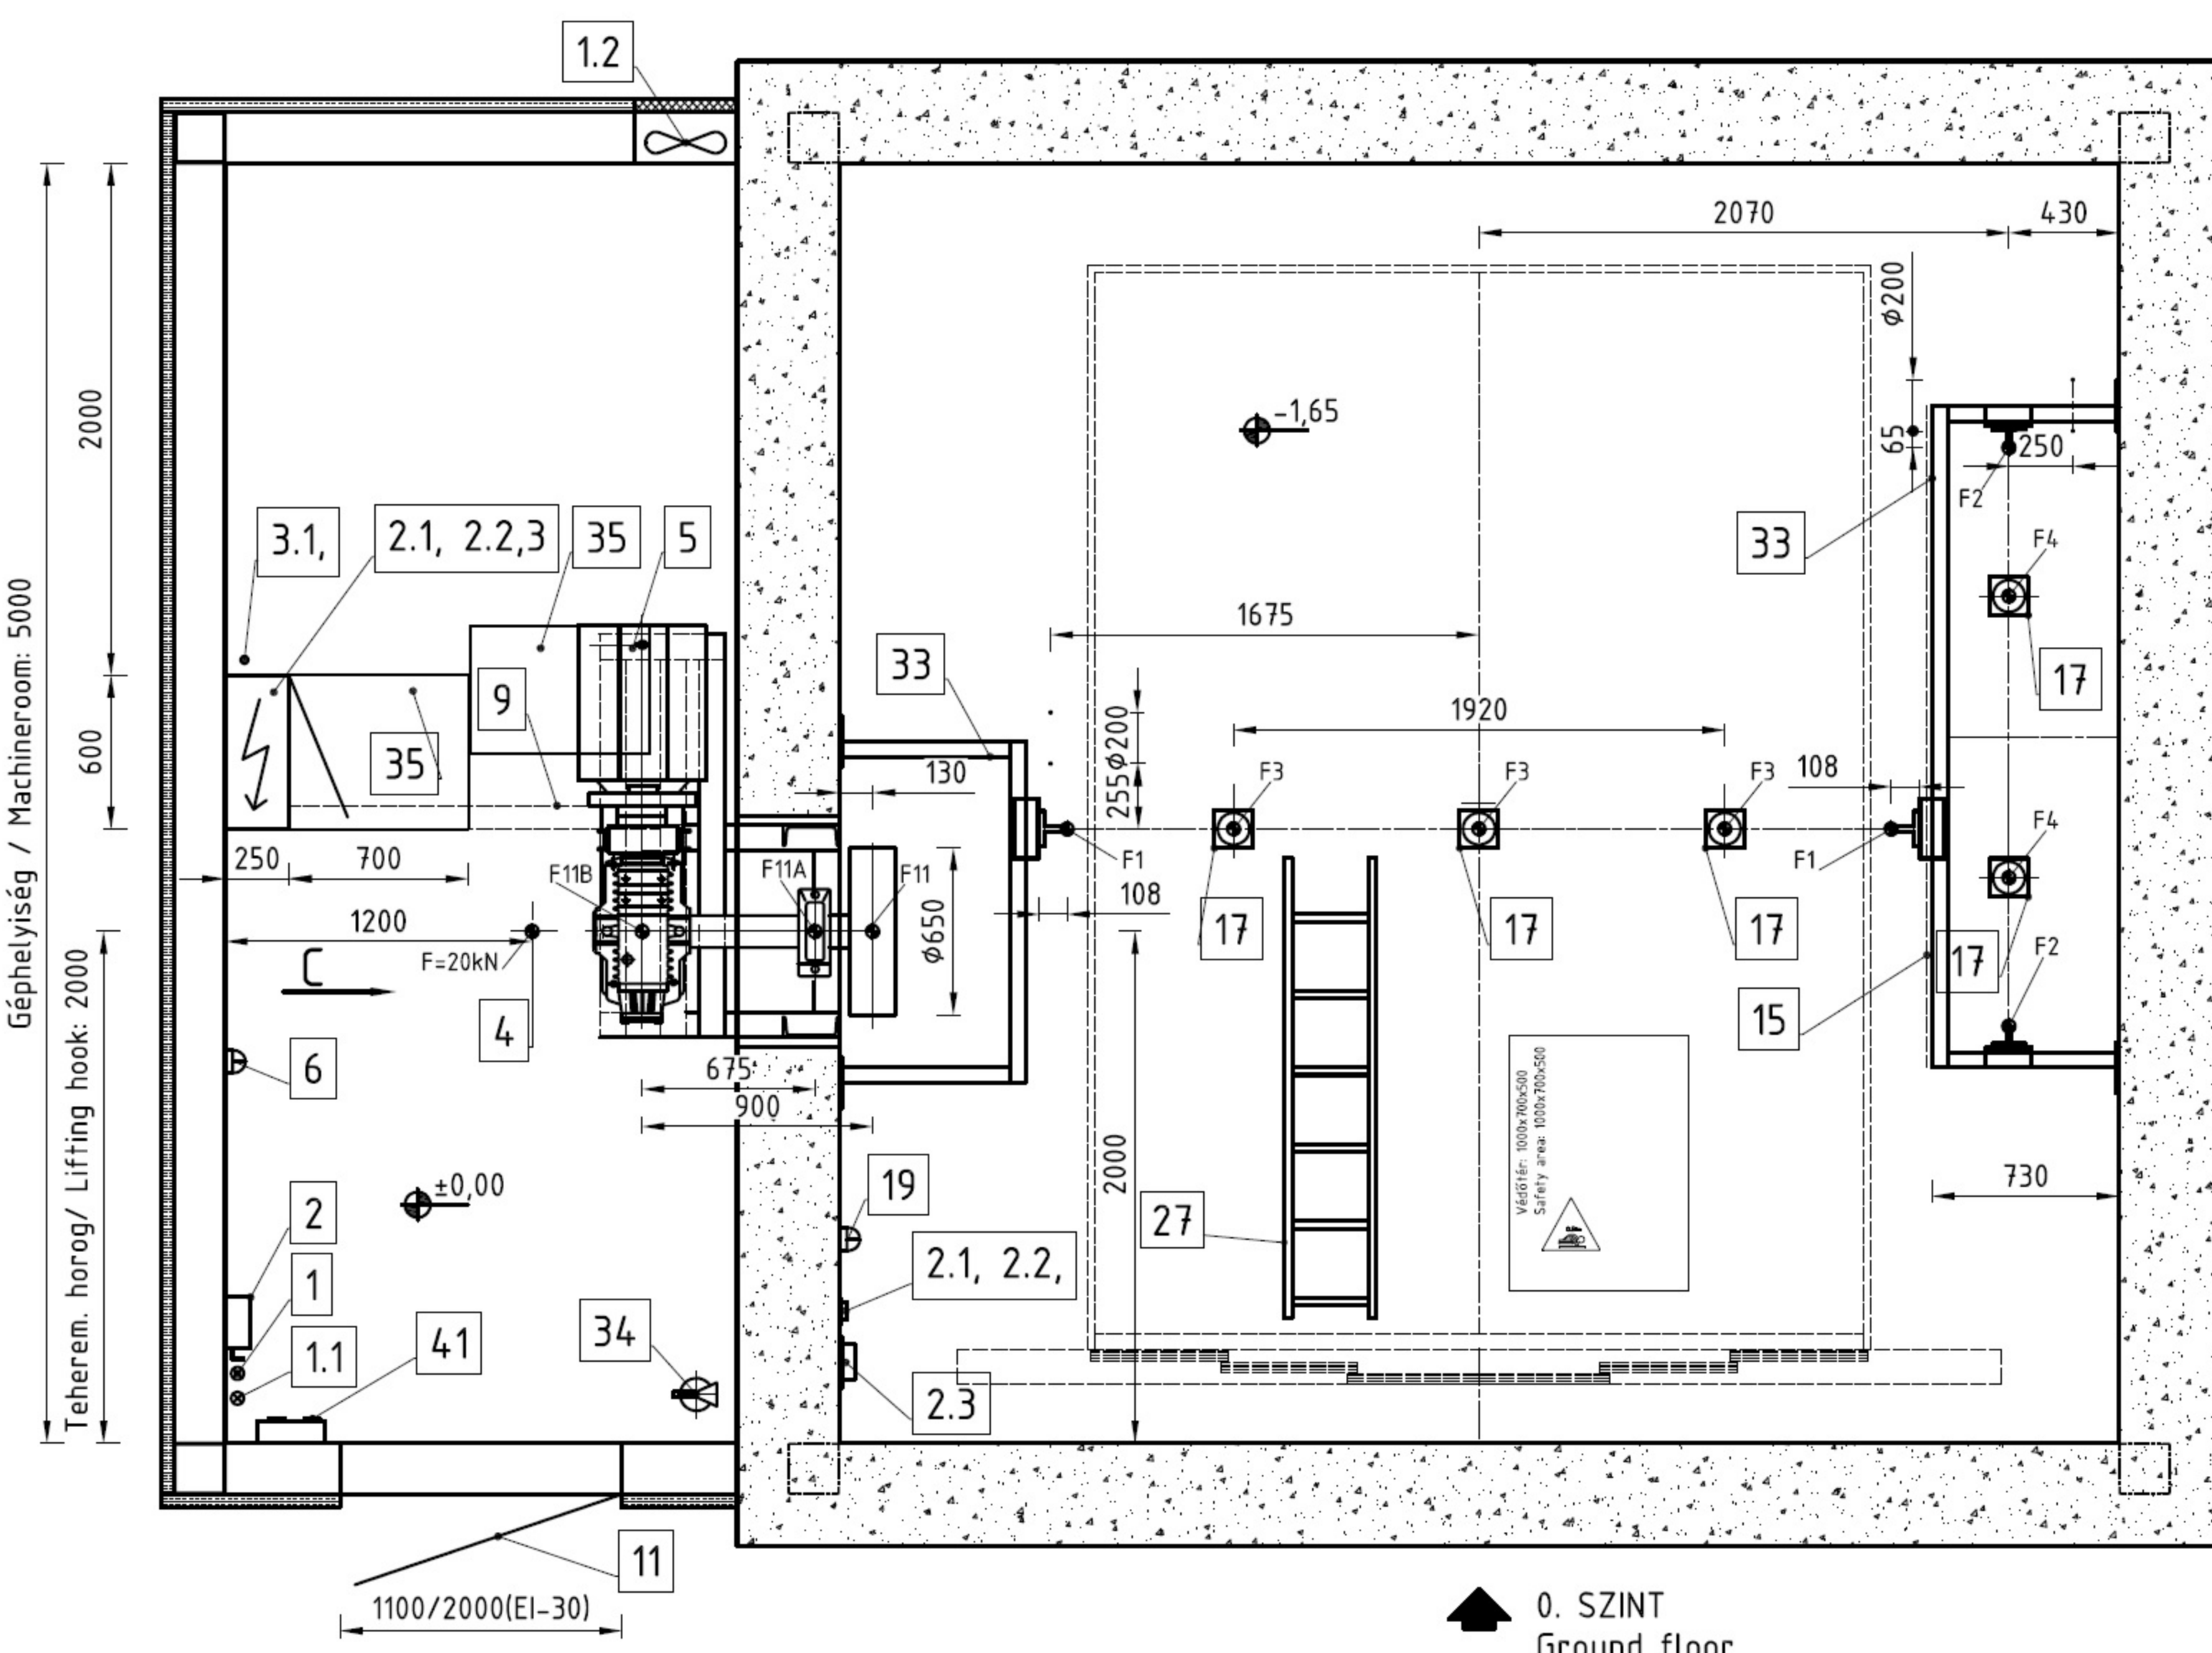 1.2
2070
430
ϕ200
−1,65
2000
65
250
F2
3.1,
2.1, 2.2,3
35
5
33
F4
1675
33
17
Géphelyiség / Machineroom: 5000
9
1920
255
ϕ200
600
35
130
F3
F3
F3
108
F4
250
700
F11B
F11A
F11
F1
F1
108
1200
ϕ650
17
17
17
17
F2
F=20kN
C
4
15
6
675
Védőtér: 1000x700x500
Safety area: 1000x700x500
900
2000
730
Teherem. horog/ Lifting hook: 2000
±0,00
19
2
27
2.1, 2.2,
1
34
41
1.1
2.3
11
1100/2000(EI-30)
0. SZINT
Ground floor